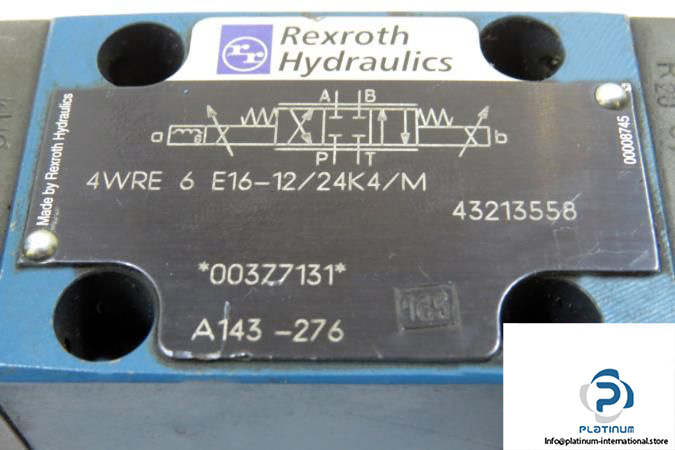 Rexroth
Hydraulics
Made by Rexroth Hydraulics
A B
a b
P T
00008745
4WRE 6 E16-12/24K4/M
43213558
*00377131*
A143-276
165
PLATINUM
Info@platinum-international.store